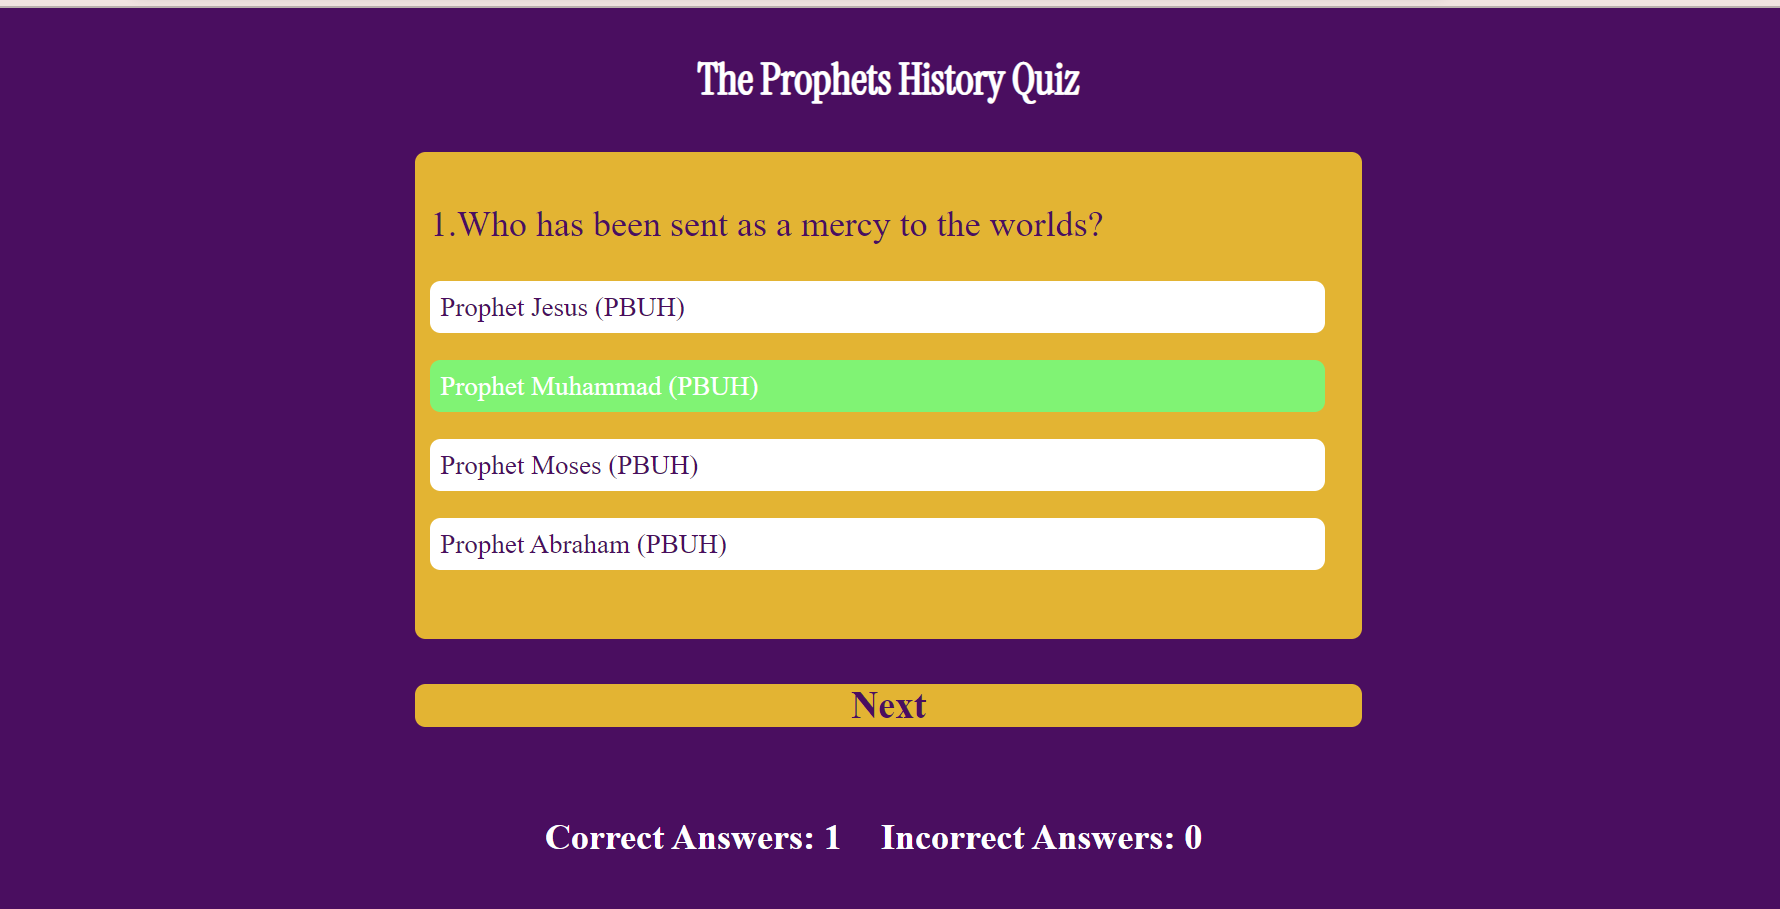 The Prophets History Quiz
1.Who has been sent as a mercy to the worlds?
Prophet Jesus (PBUH)
Prophet Muhammad (PBUH)
Prophet Moses (PBUH)
Prophet Abraham (PBUH)
Next
Correct Answers: 1 Incorrect Answers: 0